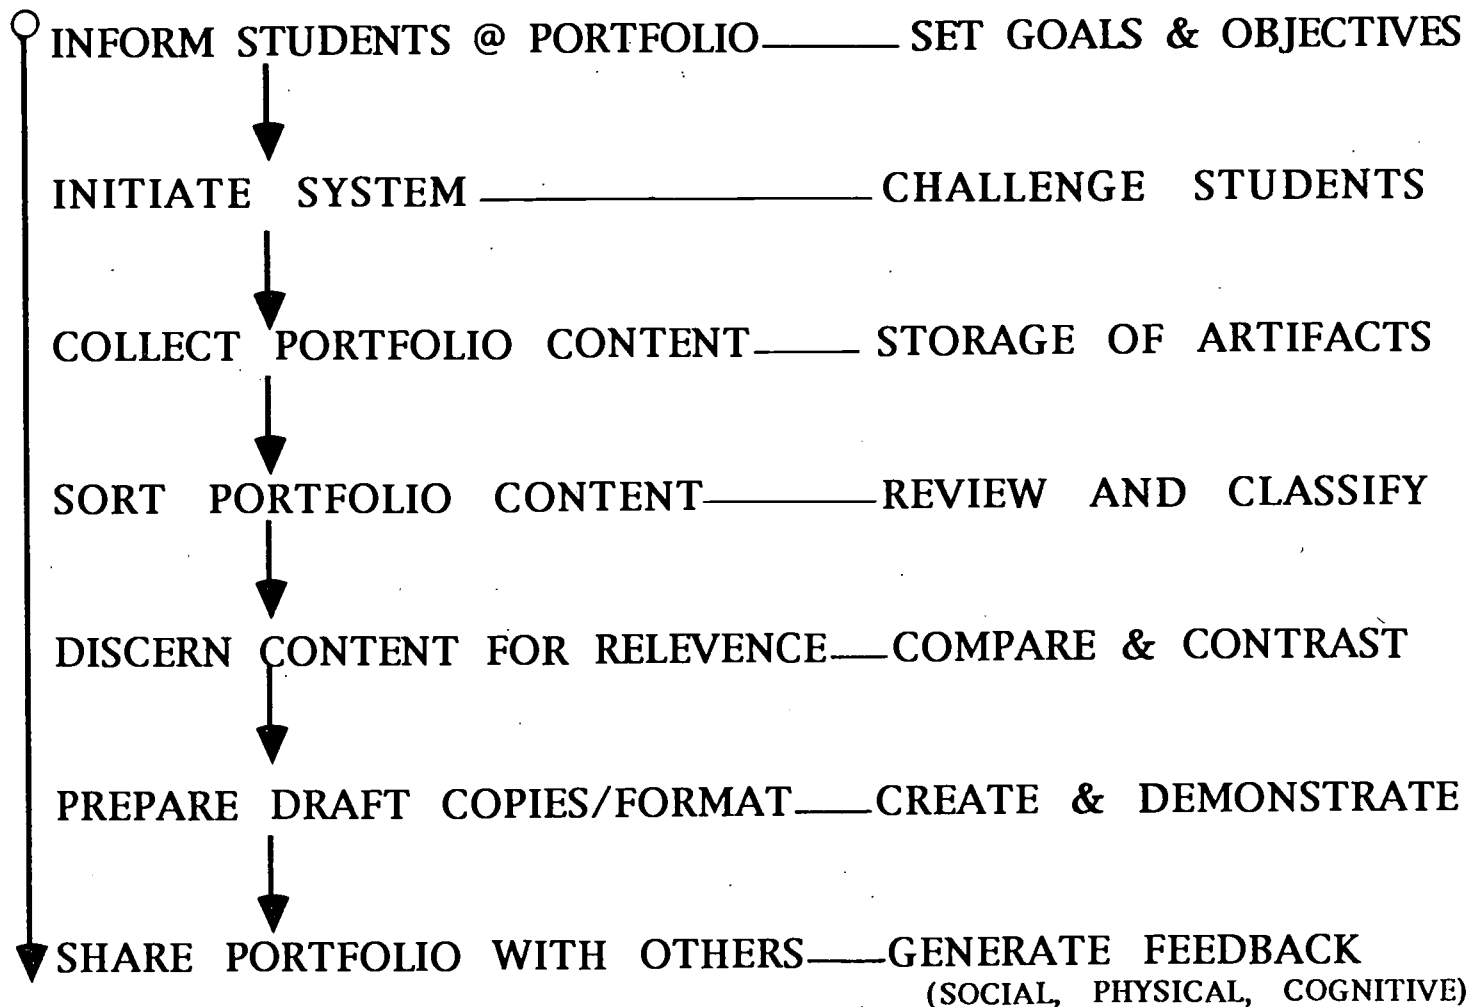 INFORM STUDENTS @ PORTFOLIO SET GOALS & OBJECTIVES
INITIATE SYSTEM CHALLENGE STUDENTS
COLLECT PORTFOLIO CONTENT STORAGE OF ARTIFACTS
SORT PORTFOLIO CONTENT REVIEW AND CLASSIFY
DISCERN CONTENT FOR RELEVENCE COMPARE & CONTRAST
PREPARE DRAFT COPIES/FORMAT CREATE & DEMONSTRATE
SHARE PORTFOLIO WITH OTHERS GENERATE FEEDBACK
(SOCIAL, PHYSICAL, COGNITIVE)